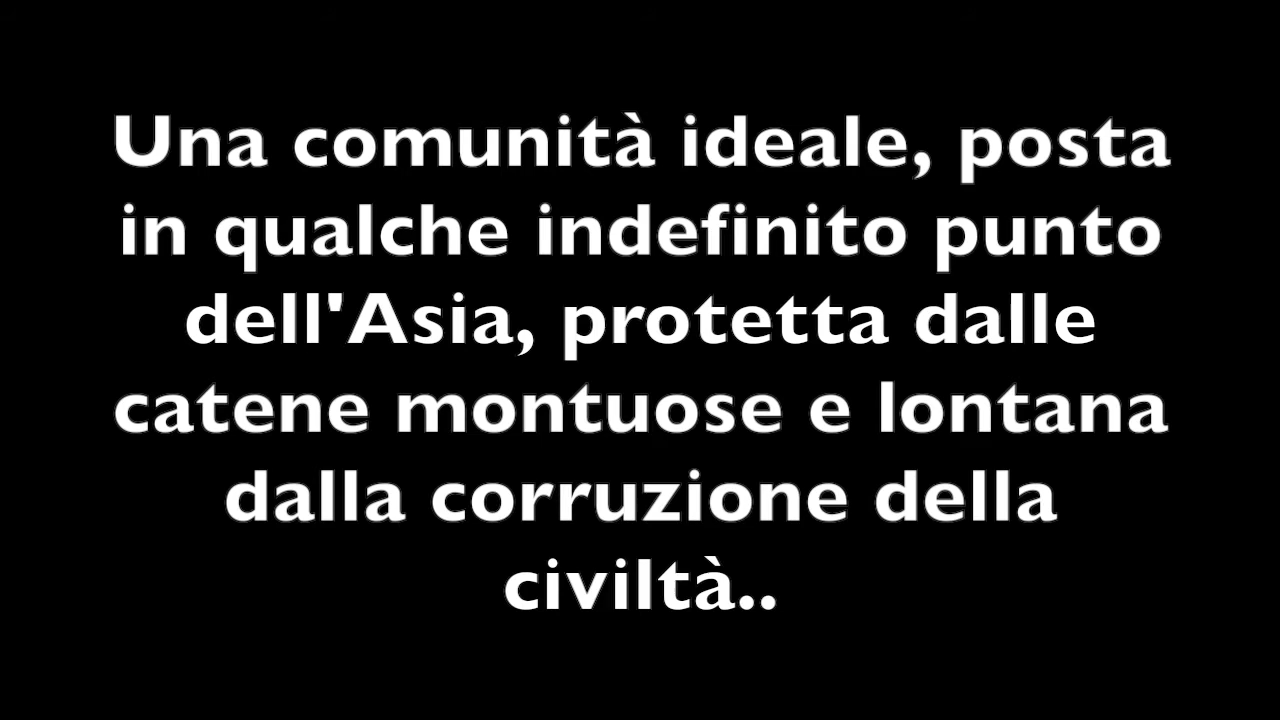 Una comunità ideale, posta
in qualche indefinito punto
dell'Asia, protetta dalle
catene montuose e lontana
dalla corruzione della
civiltà..